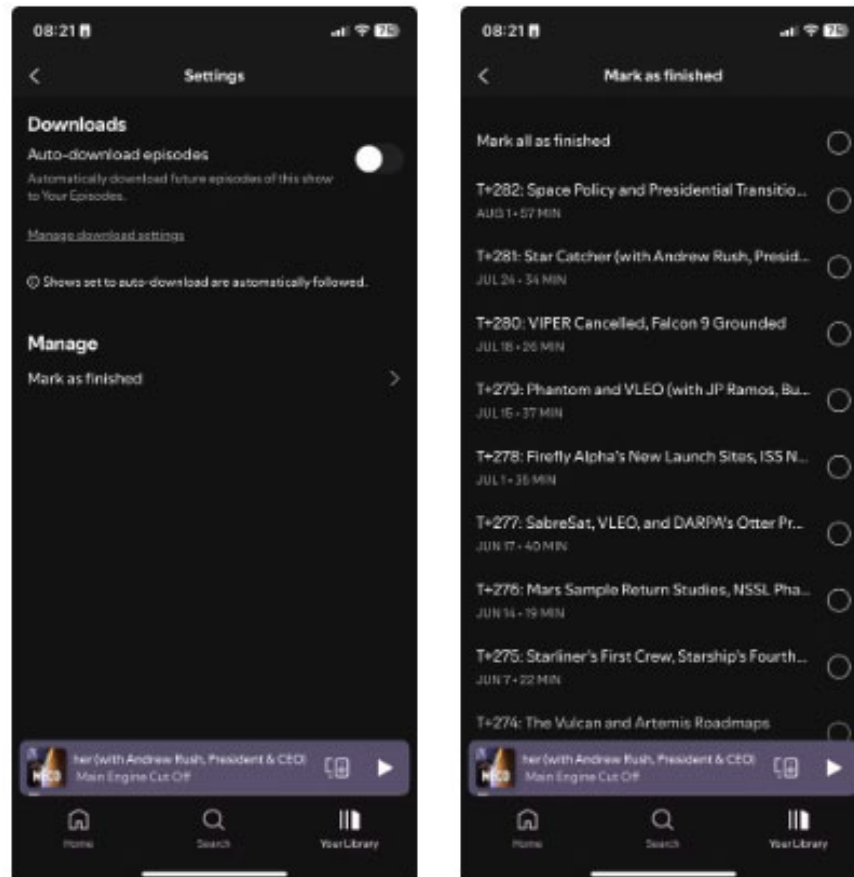 08:21
76
Settings
Downloads
Auto-download episodes
Automatically download future episodes of this show
to Your Episodes.
Manage download settings
Shows set to auto-download are automatically followed.
Manage
Mark as finished
her (with Andrew Rush, President & CEO)
Main Engine Cut Off
MECO
Home
Search
Your Library
08:21
76
Mark as finished
Mark all as finished
T+282: Space Policy and Presidential Transitio...
AUG 1 • 57 MIN
T+281: Star Catcher (with Andrew Rush, Presid...
JUL 24 • 34 MIN
T+280: VIPER Cancelled, Falcon 9 Grounded
JUL 18 • 26 MIN
T+279: Phantom and VLEO (with JP Ramos, Bu...
JUL 15 • 37 MIN
T+278: Firefly Alpha's New Launch Sites, ISS N...
JUL 1 • 35 MIN
T+277: SabreSat, VLEO, and DARPA's Otter Pr...
JUN 17 • 40 MIN
T+276: Mars Sample Return Studies, NSSL Pha...
JUN 14 • 19 MIN
T+275: Starliner's First Crew, Starship's Fourth...
JUN 7 • 22 MIN
T+274: The Vulcan and Artemis Roadmaps
her (with Andrew Rush, President & CEO)
Main Engine Cut Off
MECO
Home
Search
Your Library